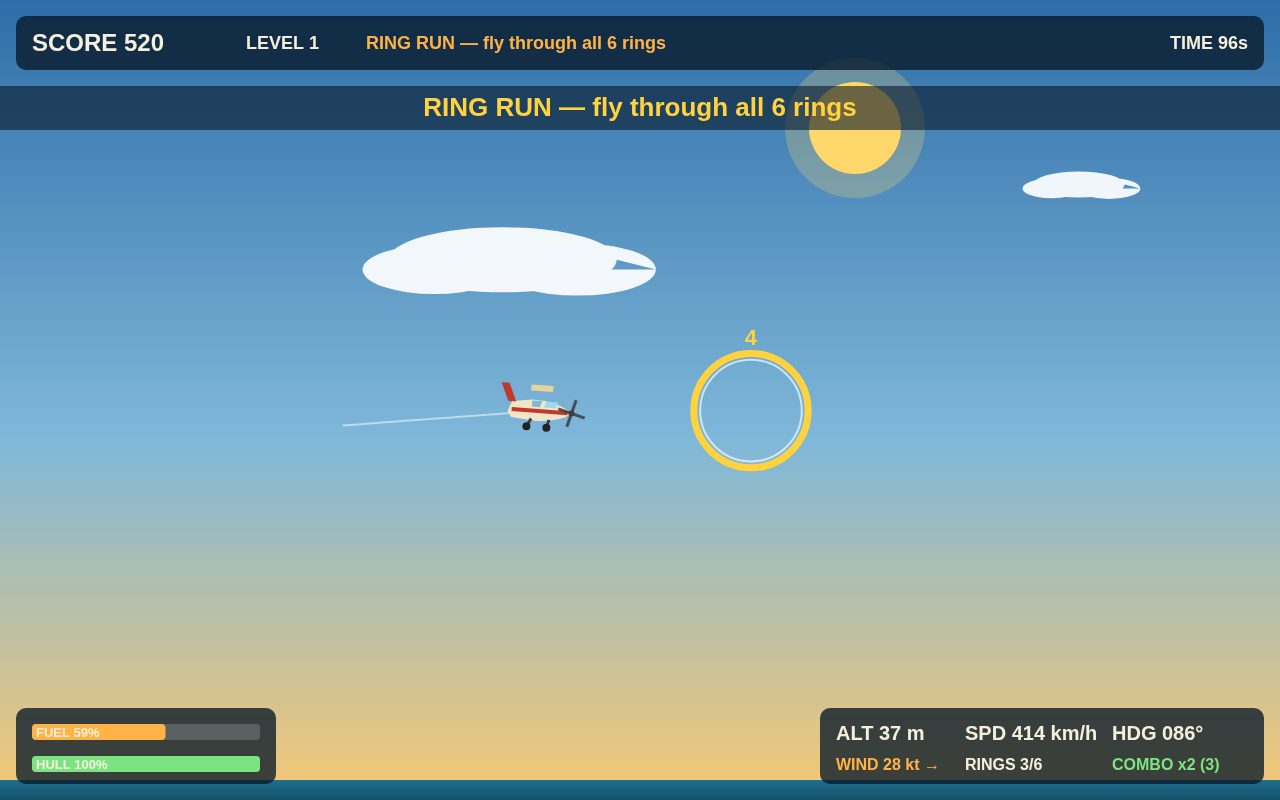 SCORE 520
LEVEL 1
RING RUN — fly through all 6 rings
TIME 96s
RING RUN — fly through all 6 rings
4
FUEL 59%
HULL 100%
ALT 37 m
SPD 414 km/h
HDG 086°
WIND 28 kt →
RINGS 3/6
COMBO x2 (3)